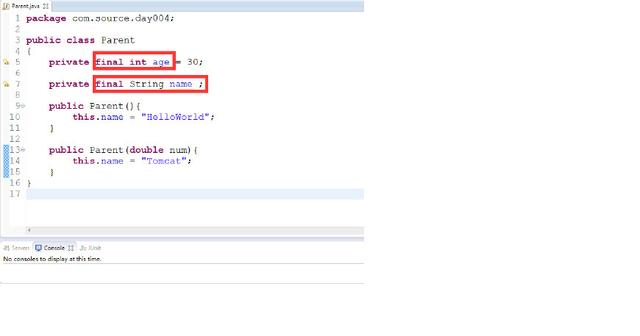 Parent.java
1 package com.source.day004;
2
3 public class Parent
4 {
5 private final int age = 30;
6
7 private final String name ;
8
9 public Parent(){
10 this.name = "HelloWorld";
11 }
12
13 public Parent(double num){
14 this.name = "Tomcat";
15 }
16 }
17
Servers Console JUnit
No consoles to display at this time.